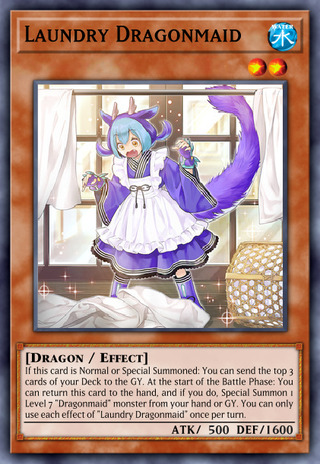 Laundry Dragonmaid
WATER
水
[Dragon / Effect]
If this card is Normal or Special Summoned: You can send the top 3
cards of your Deck to the GY. At the start of the Battle Phase: You
can return this card to the hand, and if you do, Special Summon 1
Level 7 "Dragonmaid" monster from your hand or GY. You can only
use each effect of "Laundry Dragonmaid" once per turn.
ATK/ 500 DEF/1600